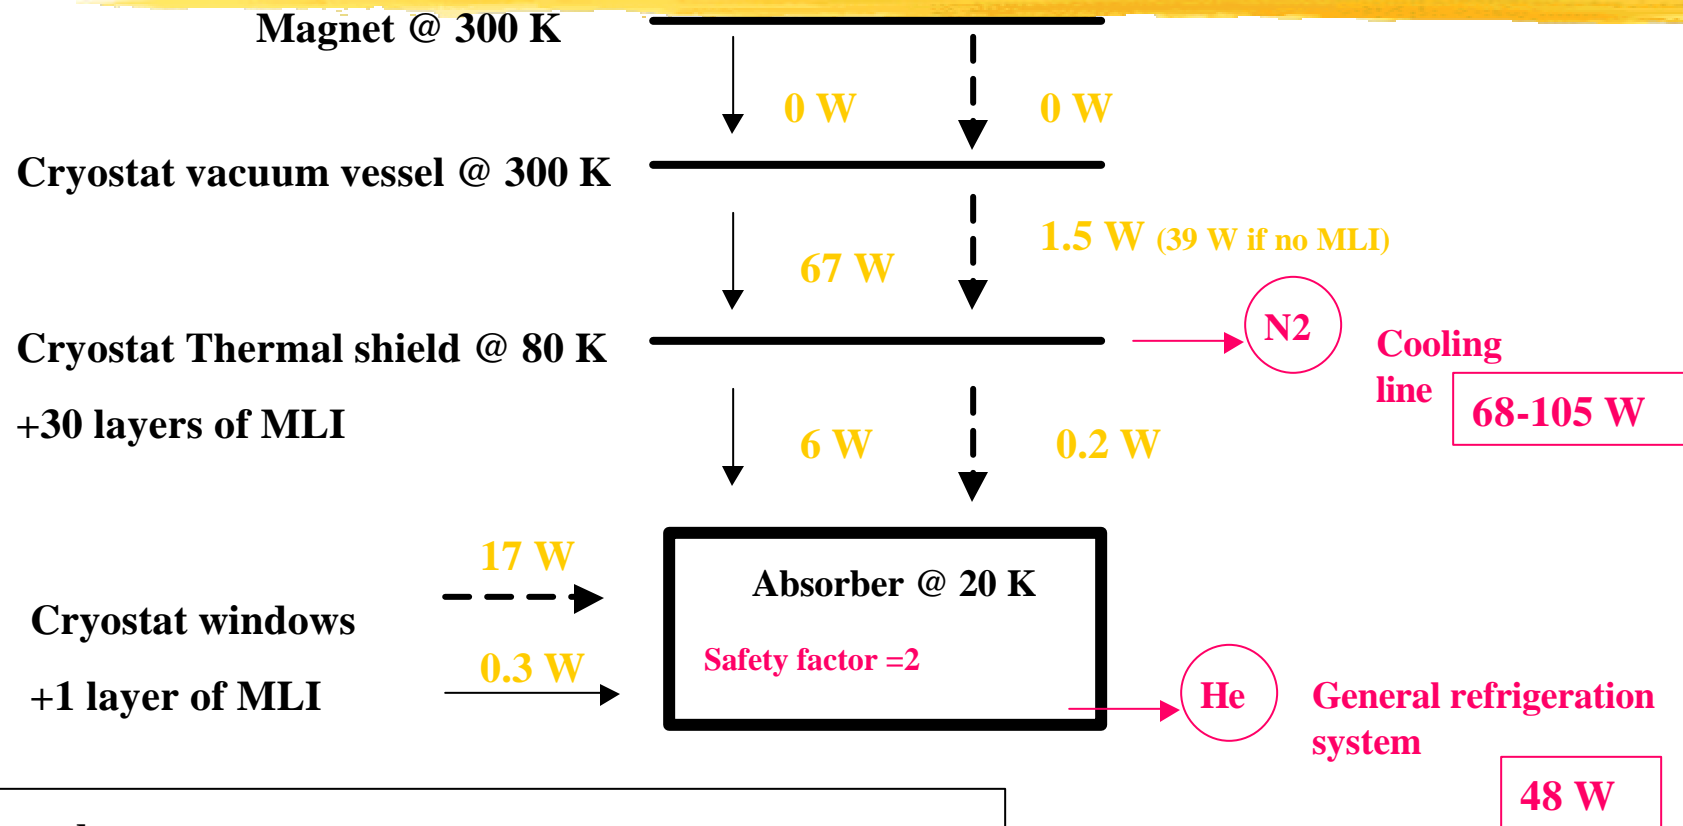 Magnet @ 300 K
0 W
0 W
Cryostat vacuum vessel @ 300 K
67 W
1.5 W (39 W if no MLI)
Cryostat Thermal shield @ 80 K
N2
Cooling
line
68-105 W
+30 layers of MLI
6 W
0.2 W
17 W
Absorber @ 20 K
Cryostat windows
Safety factor =2
0.3 W
+1 layer of MLI
He
General refrigeration
system
48 W